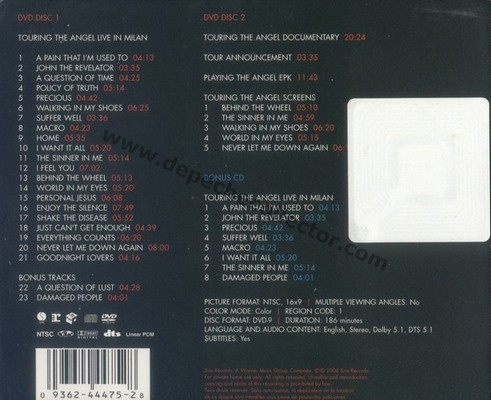 DVD DISC 1
TOURING THE ANGEL LIVE IN MILAN
1 A PAIN THAT I'M USED TO 04:13
2 JOHN THE REVELATOR 03:35
3 A QUESTION OF TIME 04:25
4 POLICY OF TRUTH 05:14
5 PRECIOUS 04:42
6 WALKING IN MY SHOES 06:25
7 SUFFER WELL 03:36
8 MACRO 04:23
9 HOME 05:35
10 I WANT IT ALL 05:20
11 THE SINNER IN ME 05:14
12 I FEEL YOU 07:02
13 BEHIND THE WHEEL 05:13
14 WORLD IN MY EYES 05:20
15 PERSONAL JESUS 06:08
16 ENJOY THE SILENCE 07:49
17 SHAKE THE DISEASE 05:52
18 JUST CAN'T GET ENOUGH 04:39
19 EVERYTHING COUNTS 06:20
20 NEVER LET ME DOWN AGAIN 08:00
21 GOODNIGHT LOVERS 04:16
BONUS TRACKS
22 A QUESTION OF LUST 04:28
23 DAMAGED PEOPLE 04:01
NTSC
DOLBY DIGITAL
dts
Linear PCM
0 9362-44475-2 8
DVD DISC 2
TOURING THE ANGEL DOCUMENTARY 20:24
TOUR ANNOUNCEMENT 03:35
PLAYING THE ANGEL EPK 11:43
TOURING THE ANGEL SCREENS
1 BEHIND THE WHEEL 05:10
2 THE SINNER IN ME 04:59
3 WALKING IN MY SHOES 06:20
4 WORLD IN MY EYES 05:15
5 NEVER LET ME DOWN AGAIN
BONUS CD
TOURING THE ANGEL LIVE IN MILAN
1 A PAIN THAT I'M USED TO 04:13
2 JOHN THE REVELATOR 03:35
3 PRECIOUS 04:42
4 SUFFER WELL 03:36
5 MACRO 04:23
6 I WANT IT ALL 05:20
7 THE SINNER IN ME 05:14
8 DAMAGED PEOPLE 04:01
PICTURE FORMAT: NTSC, 16x9 | MULTIPLE VIEWING ANGLES: No
COLOR MODE: Color | REGION CODE: 1
DISC FORMAT: DVD-9 | DURATION: 186 minutes
LANGUAGE AND AUDIO CONTENT: English, Stereo, Dolby 5.1, DTS 5.1
SUBTITLES: Yes